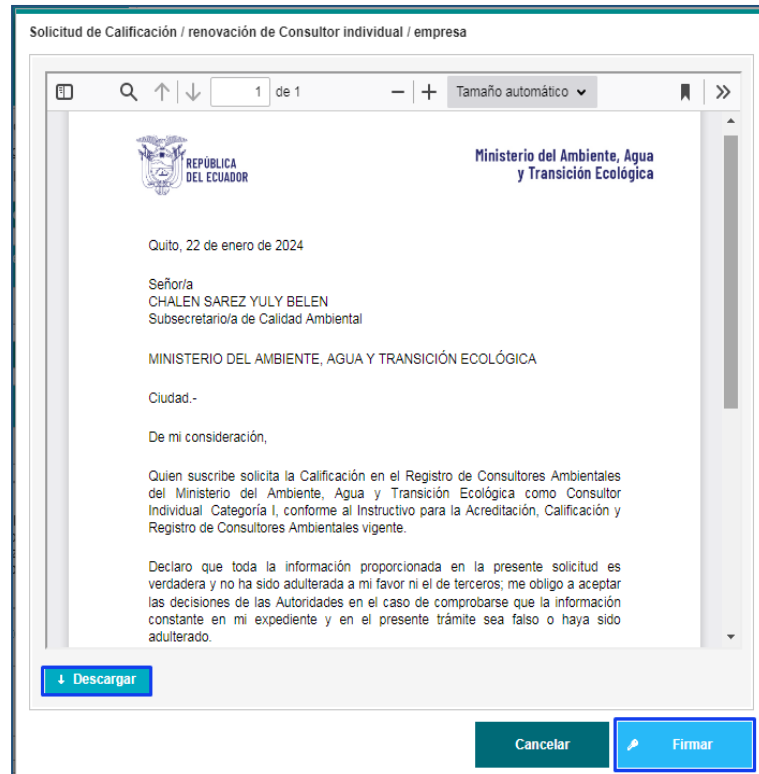 Solicitud de Calificación / renovación de Consultor individual / empresa
1 de 1
Tamaño automático
REPÚBLICA
DEL ECUADOR
Ministerio del Ambiente, Agua
y Transición Ecológica
Quito, 22 de enero de 2024
Señor/a
CHALEN SAREZ YULY BELEN
Subsecretario/a de Calidad Ambiental
MINISTERIO DEL AMBIENTE, AGUA Y TRANSICIÓN ECOLÓGICA
Ciudad.-
De mi consideración,
Quien suscribe solicita la Calificación en el Registro de Consultores Ambientales
del Ministerio del Ambiente, Agua y Transición Ecológica como Consultor
Individual Categoría I, conforme al Instructivo para la Acreditación, Calificación y
Registro de Consultores Ambientales vigente.
Declaro que toda la información proporcionada en la presente solicitud es
verdadera y no ha sido adulterada a mi favor ni el de terceros; me obligo a aceptar
las decisiones de las Autoridades en el caso de comprobarse que la información
constante en mi expediente y en el presente trámite sea falso o haya sido
adulterado.
Descargar
Cancelar
Firmar